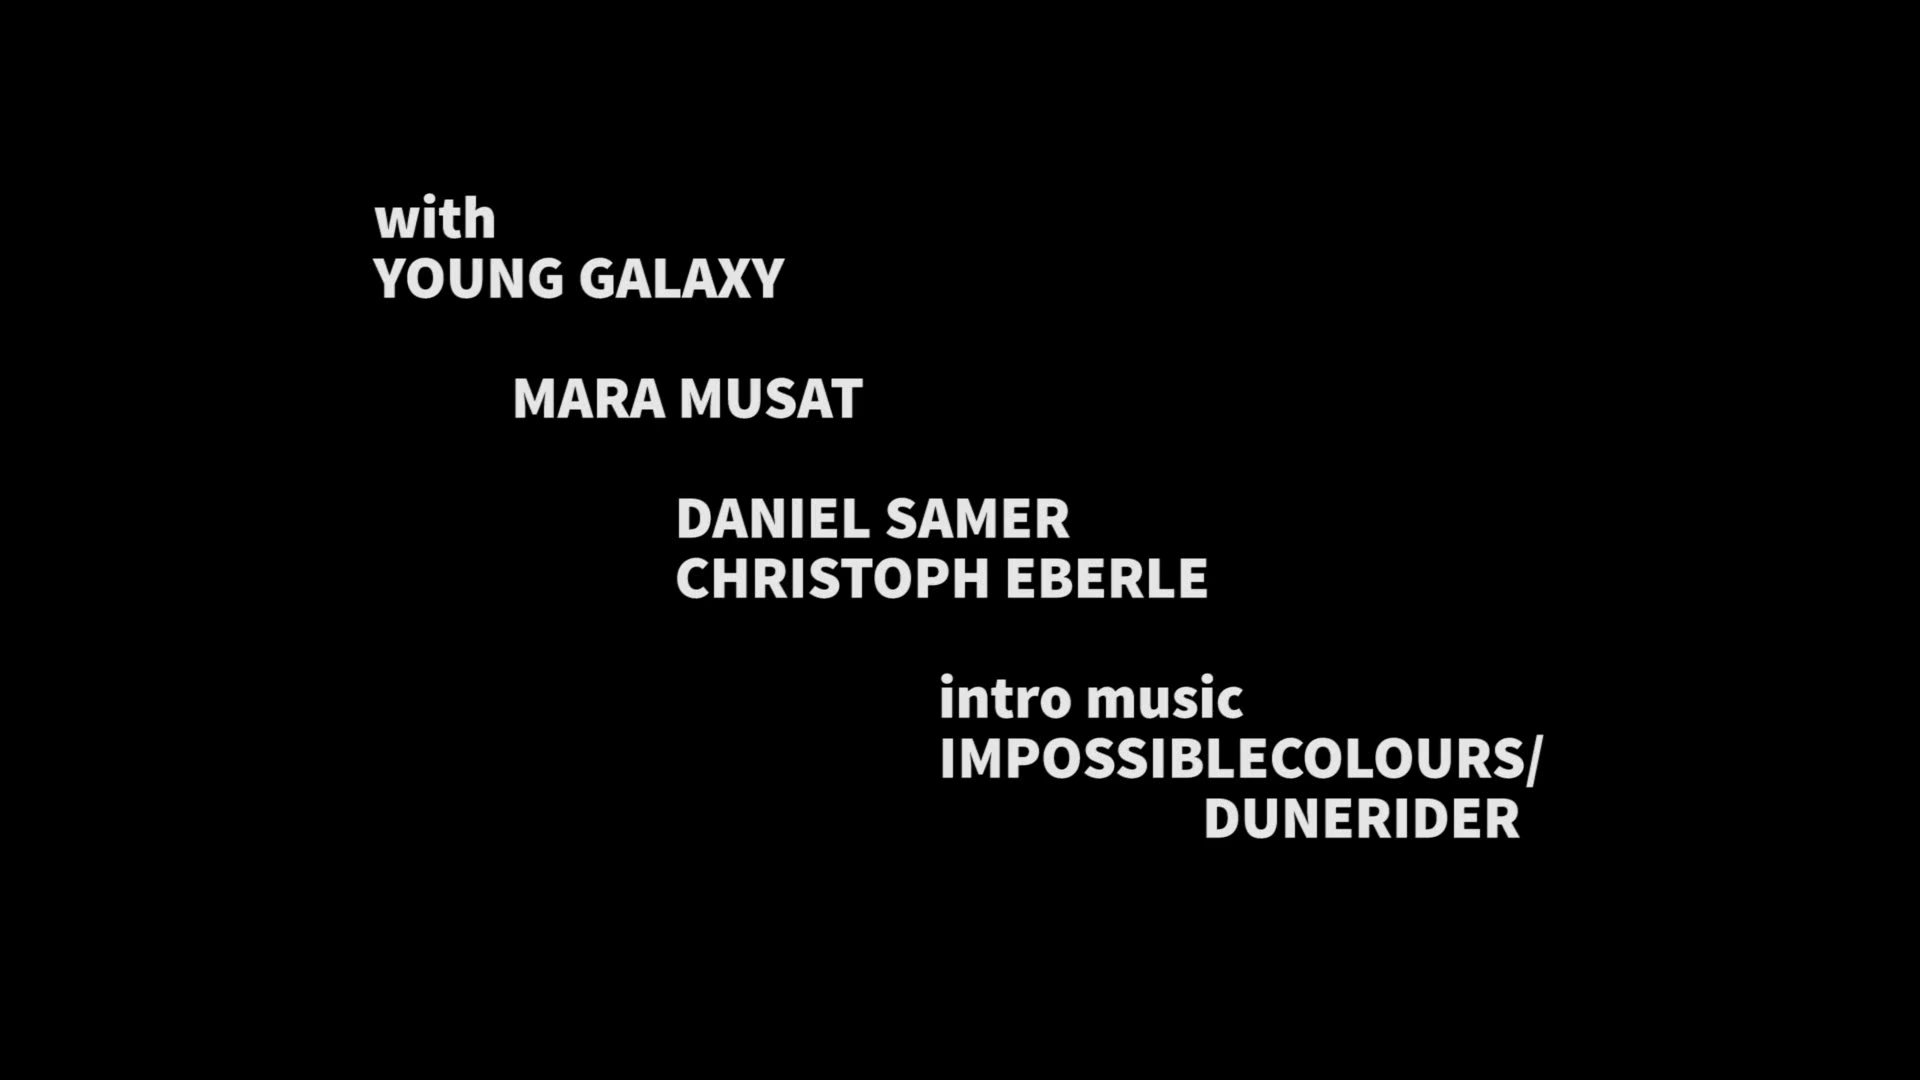 with
YOUNG GALAXY
MARA MUSAT
DANIEL SAMER
CHRISTOPH EBERLE
intro music
IMPOSSIBLECOLOURS/
DUNERIDER